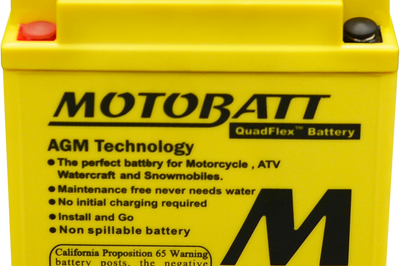 MOTOBATT
QuadFlex™ Battery
AGM Technology
● The perfect battery for Motorcycle , ATV
Watercraft and Snowmobiles.
● Maintenance free never needs water
● No initial charging required
● Install and Go
● Non spillable battery
M
California Proposition 65 Warning
battery posts, the negative